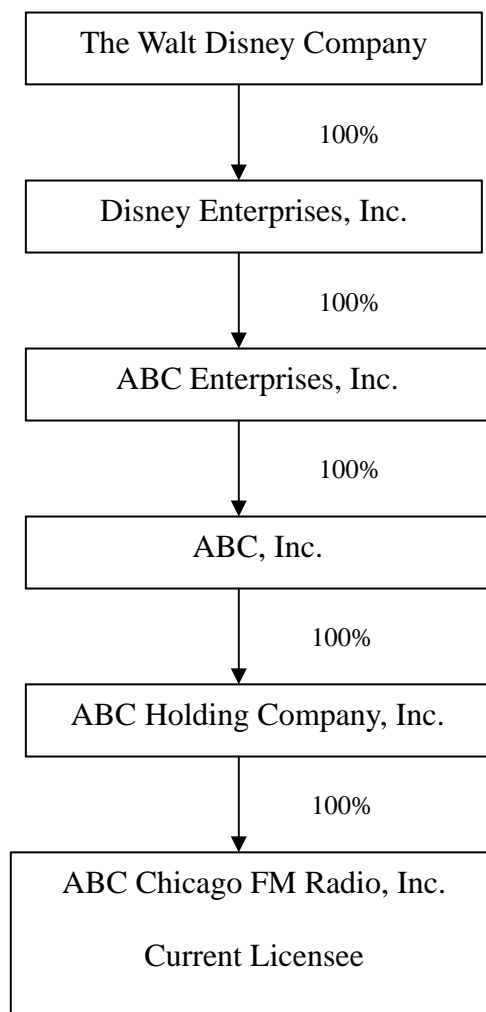 The Walt Disney Company
100%
Disney Enterprises, Inc.
100%
ABC Enterprises, Inc.
100%
ABC, Inc.
100%
ABC Holding Company, Inc.
100%
ABC Chicago FM Radio, Inc.
Current Licensee